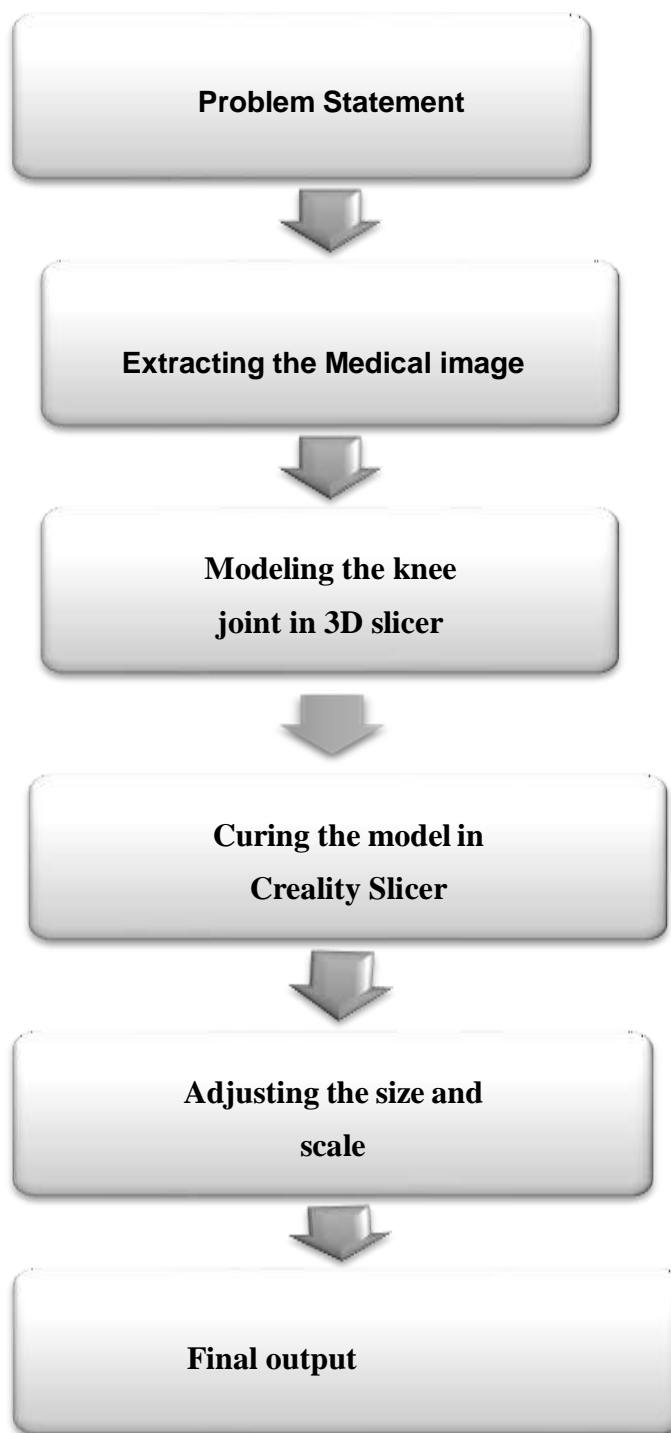 Problem Statement
Extracting the Medical image
Modeling the knee
joint in 3D slicer
Curing the model in
Creality Slicer
Adjusting the size and
scale
Final output